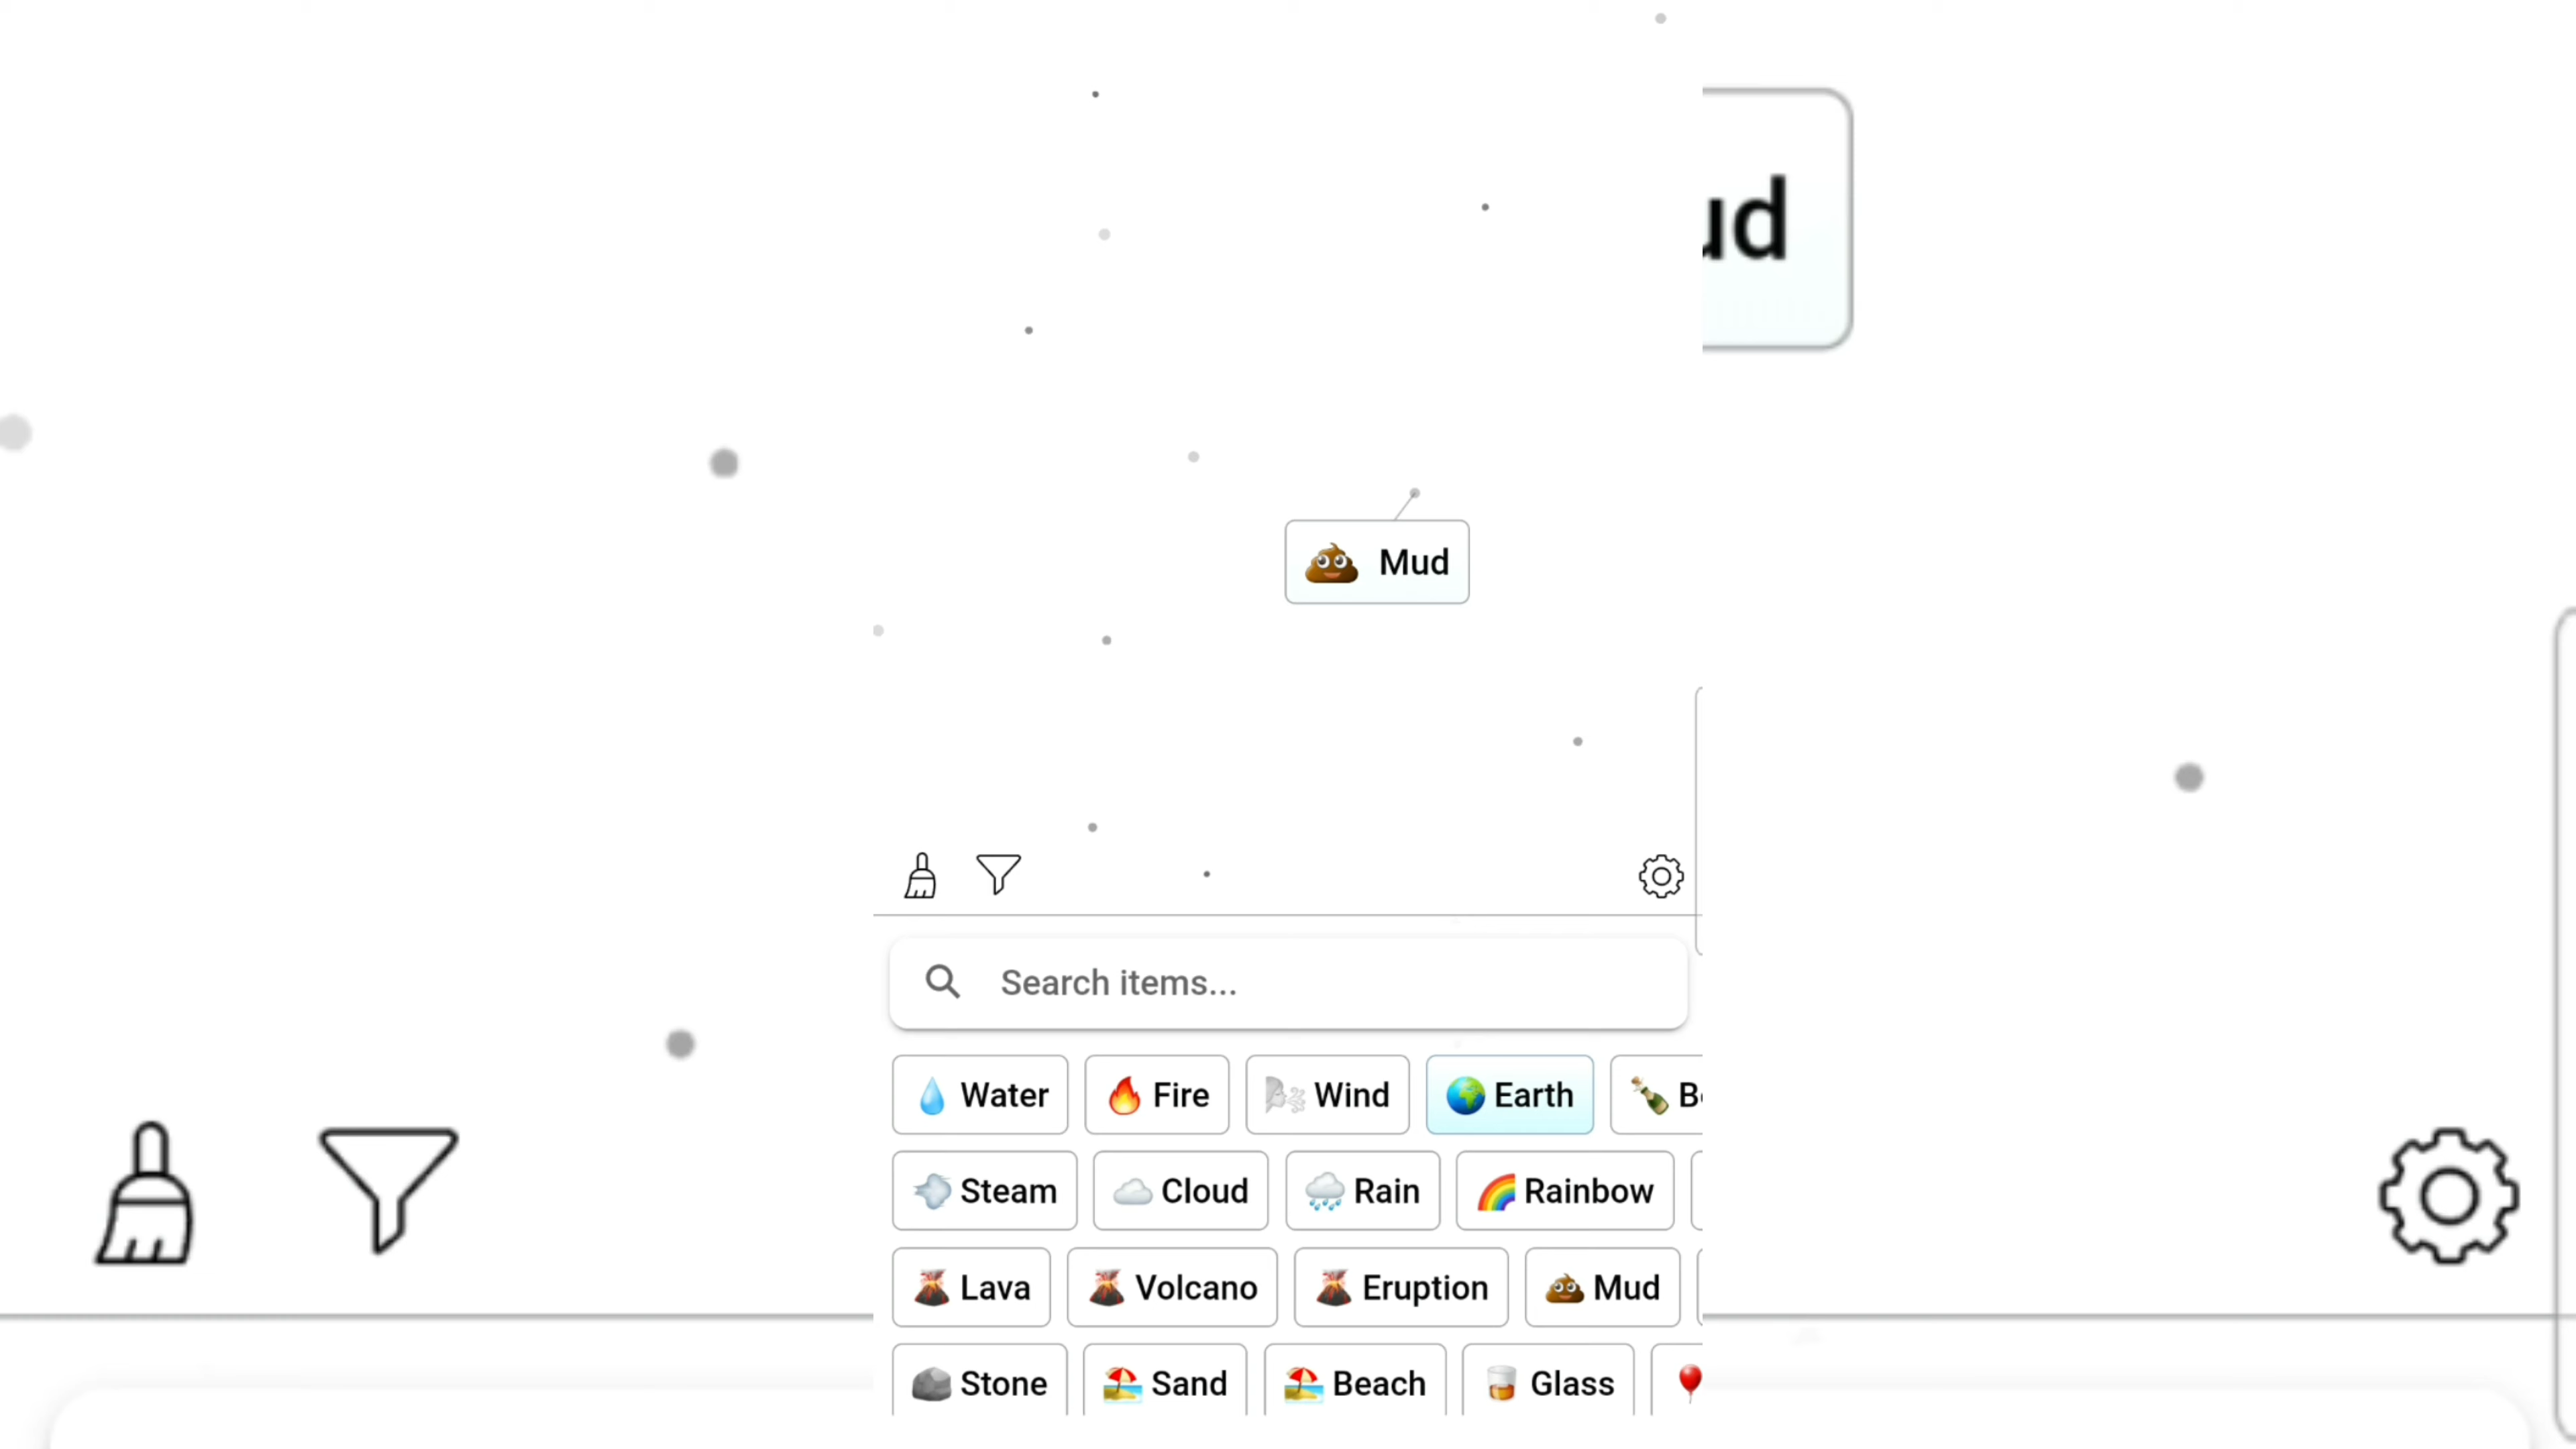 ud
Mud
Search items...
Water Fire Wind Earth
Steam Cloud Rain Rainbow
Lava Volcano Eruption Mud
Stone Sand Beach Glass